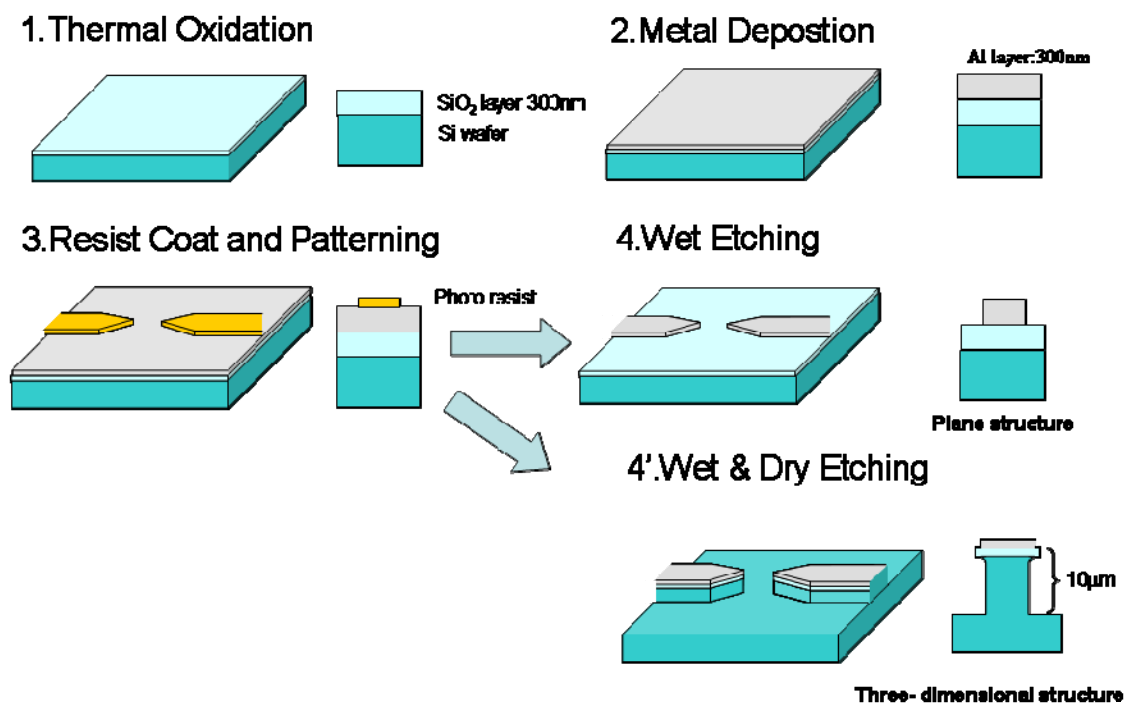 1.Thermal Oxidation
SiO₂ layer 300nm
Si wafer
2.Metal Depostion
Al layer:300nm
3.Resist Coat and Patterning
Photo resist
4.Wet Etching
Plane structure
4'.Wet & Dry Etching
10μm
Three- dimensional structure